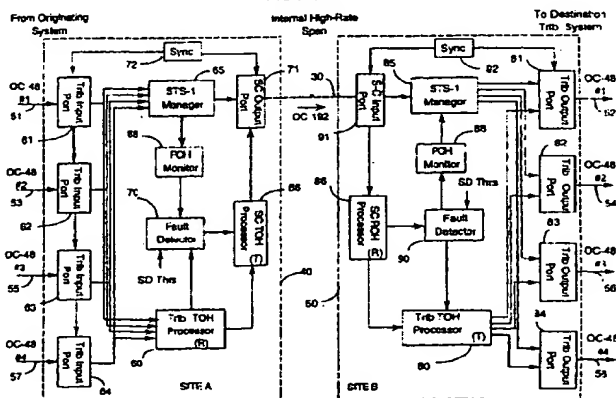 From Originating
System
Internal High-Rate
Span
To Destination
Trib System
72
Sync
65
71
OC-48
#1
51
Trib Input
Port
61
STS-1
Manager
SC Output
Port
30
OC 192
68
POH
Monitor
OC-48
#2
53
Trib Input
Port
62
70
Fault
Detector
SD Thrs
66
SC TOH
Processor
40
OC-48
#3
55
Trib Input
Port
63
Trib TOH
Processor
(R)
60
OC-48
#4
57
Trib Input
Port
64
SITE A
Sync
92
81
85
S-C Input
Port
91
STS-1
Manager
Trib Output
Port
OC-48
#1
52
88
POH
Monitor
82
86
SD Thrs
SC ROH
Processor
(R)
Fault
Detector
90
Trib Output
Port
OC-48
#2
54
83
50
Trib Output
Port
OC-48
#3
56
Trib TOH
Processor
(T)
80
84
Trib Output
Port
OC-48
#4
58
SITE B